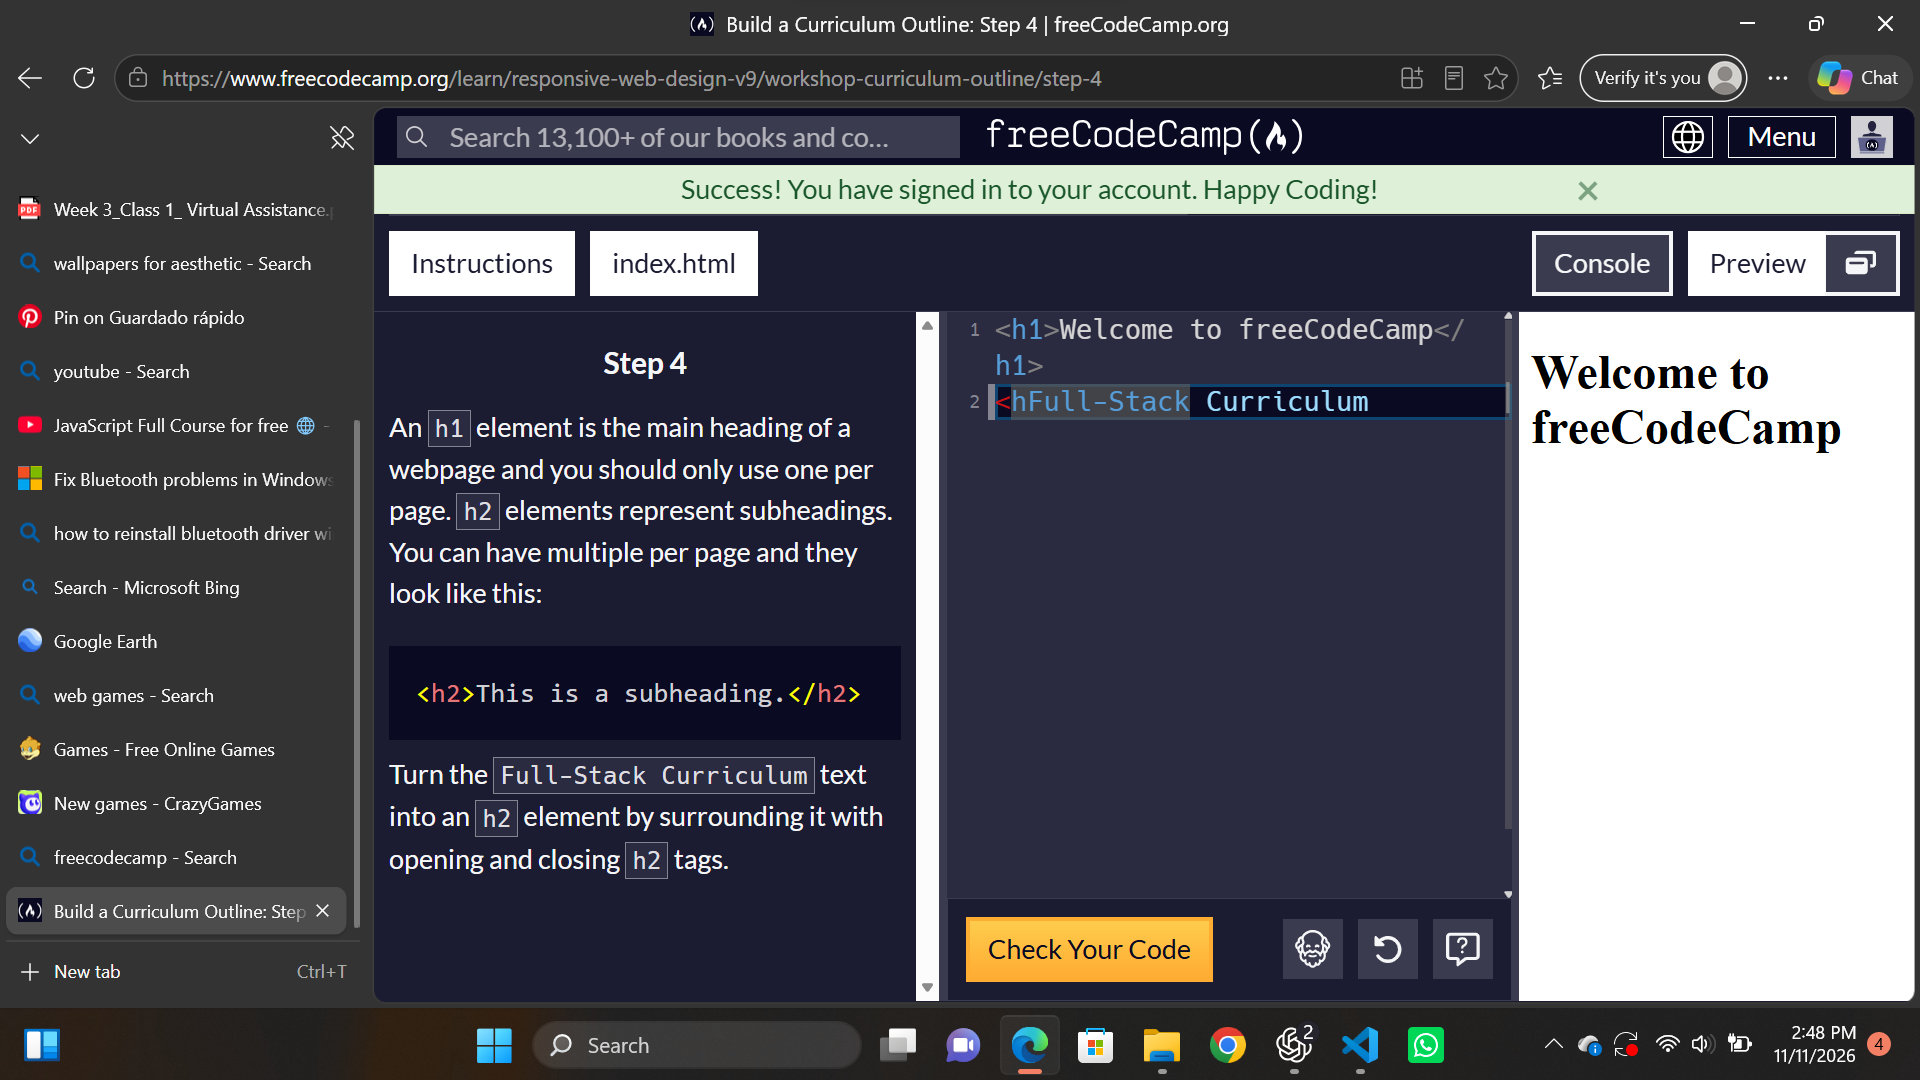 Build a Curriculum Outline: Step 4 | freeCodeCamp.org
https://www.freecodecamp.org/learn/responsive-web-design-v9/workshop-curriculum-outline/step-4
Verify it's you
Chat
Search 13,100+ of our books and co...
freeCodeCamp(🔥)
Menu
Success! You have signed in to your account. Happy Coding!
Week 3_Class 1_ Virtual Assistance.
wallpapers for aesthetic - Search
Pin on Guardado rápido
youtube - Search
JavaScript Full Course for free 🌐 -
Fix Bluetooth problems in Window
how to reinstall bluetooth driver wi
Search - Microsoft Bing
Google Earth
web games - Search
Games - Free Online Games
New games - CrazyGames
freecodecamp - Search
Build a Curriculum Outline: Step
New tab Ctrl+T
Instructions
index.html
Console
Preview
Step 4
An h1 element is the main heading of a
webpage and you should only use one per
page. h2 elements represent subheadings.
You can have multiple per page and they
look like this:
<h2>This is a subheading.</h2>
Turn the Full-Stack Curriculum text
into an h2 element by surrounding it with
opening and closing h2 tags.
1 <h1>Welcome to freeCodeCamp</
h1>
2 <hFull-Stack Curriculum
Check Your Code
Welcome to
freeCodeCamp
PDF
Search
2
2:48 PM
11/11/2026
4